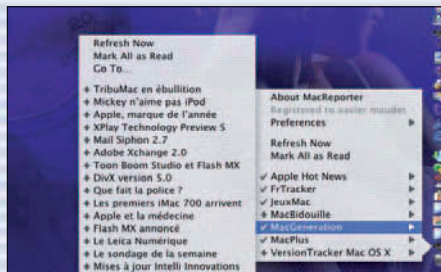 Refresh Now
Mark All as Read
Go To...
+ TribuMac en ébullition
+ Mickey n'aime pas iPod
+ Apple, marque de l'année
+ XPlay Technology Preview 5
+ Mail Siphon 2.7
+ Adobe Xchange 2.0
+ Toon Boom Studio et Flash MX
+ DivX version 5.0
+ Que fait la police ?
+ Les premiers iMac 700 arrivent
+ Apple et la médecine
+ Flash MX annoncé
+ Le Leica Numérique
+ Le sondage de la semaine
+ Mises à jour Intelli Innovations
About MacReporter
Registered to xavier maudet
Preferences
Refresh Now
Mark All as Read
✓ Apple Hot News
✓ FrTracker
✓ JeuxMac
+ MacBidouille
✓ MacGeneration
✓ MacPlus
+ VersionTracker Mac OS X